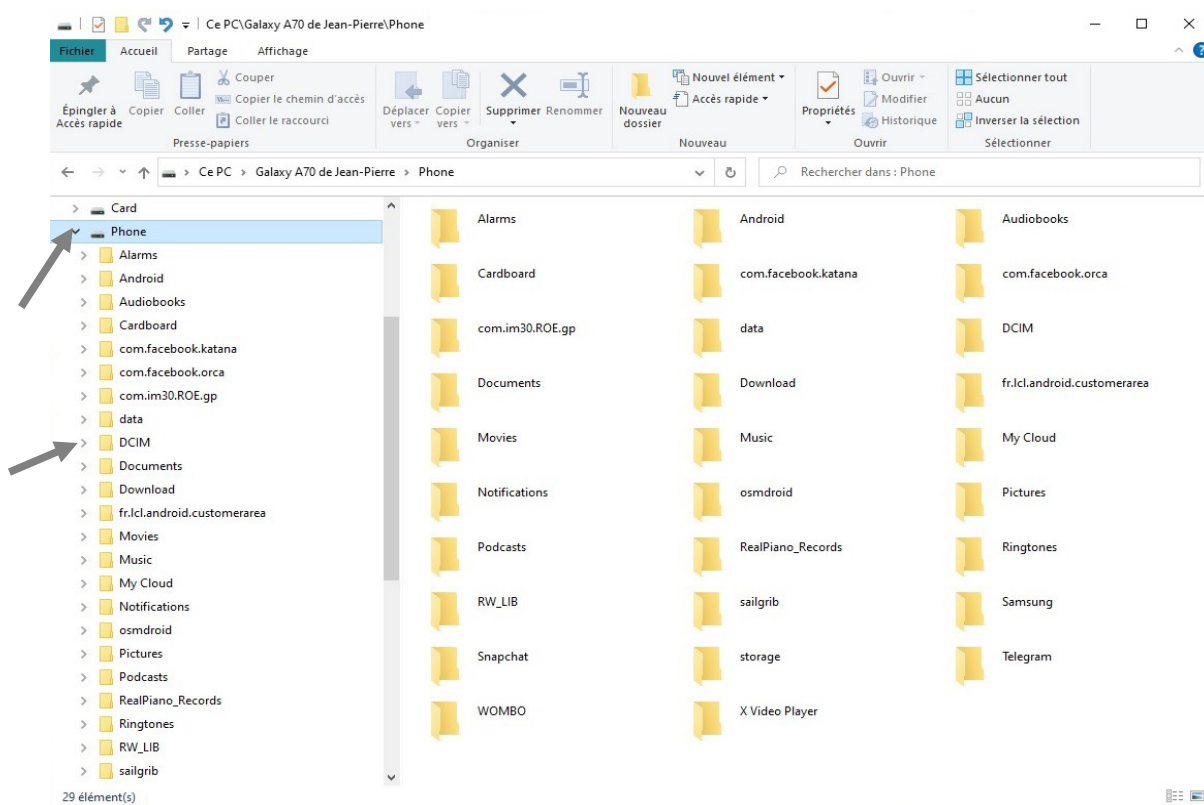 Ce PC\Galaxy A70 de Jean-Pierre\Phone
Fichier Accueil Partage Affichage
Épingler à Accès rapide
Copier
Coller
Couper
Copier le chemin d'accès
Coller le raccourci
Presse-papiers
Déplacer vers
Copier vers
Supprimer
Renommer
Organiser
Nouveau dossier
Nouvel élément
Accès rapide
Nouveau
Propriétés
Ouvrir
Modifier
Historique
Ouvrir
Sélectionner tout
Aucun
Inverser la sélection
Sélectionner
Ce PC > Galaxy A70 de Jean-Pierre > Phone
Rechercher dans : Phone
Card
Phone
Alarms
Android
Audiobooks
Cardboard
com.facebook.katana
com.facebook.orca
com.im30.ROE.gp
data
DCIM
Documents
Download
fr.lcl.android.customerarea
Movies
Music
My Cloud
Notifications
osmdroid
Pictures
Podcasts
RealPiano_Records
Ringtones
RW_LIB
sailgrib
Alarms Android Audiobooks
Cardboard com.facebook.katana com.facebook.orca
com.im30.ROE.gp data DCIM
Documents Download fr.lcl.android.customerarea
Movies Music My Cloud
Notifications osmdroid Pictures
Podcasts RealPiano_Records Ringtones
RW_LIB sailgrib Samsung
Snapchat storage Telegram
WOMBO X Video Player
29 élément(s)